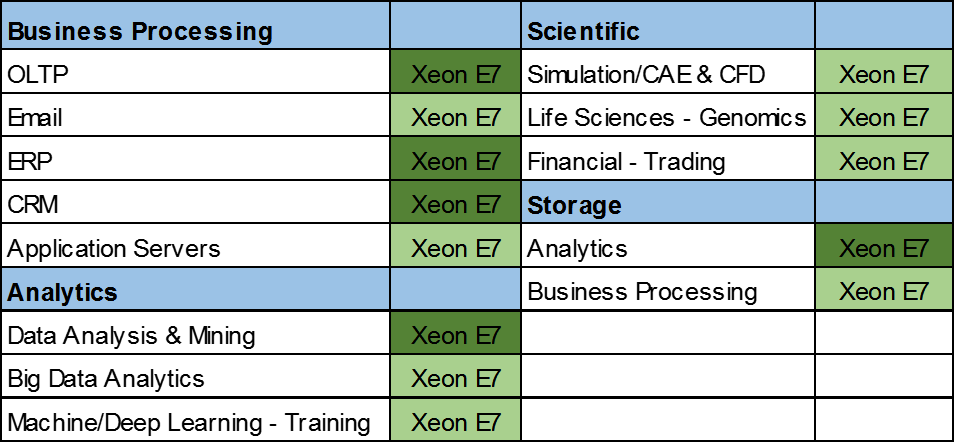 Business Processing
OLTP Xeon E7
Email Xeon E7
ERP Xeon E7
CRM Xeon E7
Application Servers Xeon E7
Analytics
Data Analysis & Mining Xeon E7
Big Data Analytics Xeon E7
Machine/Deep Learning - Training Xeon E7
Scientific
Simulation/CAE & CFD Xeon E7
Life Sciences - Genomics Xeon E7
Financial - Trading Xeon E7
Storage
Analytics Xeon E7
Business Processing Xeon E7